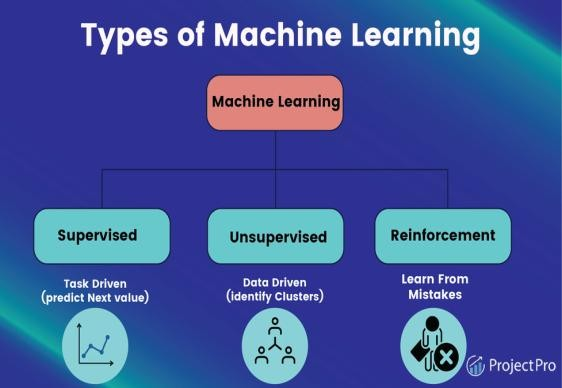 Types of Machine Learning
Machine Learning
Supervised
Unsupervised
Reinforcement
Task Driven
(predict Next value)
Data Driven
(identify Clusters)
Learn From
Mistakes
ProjectPro